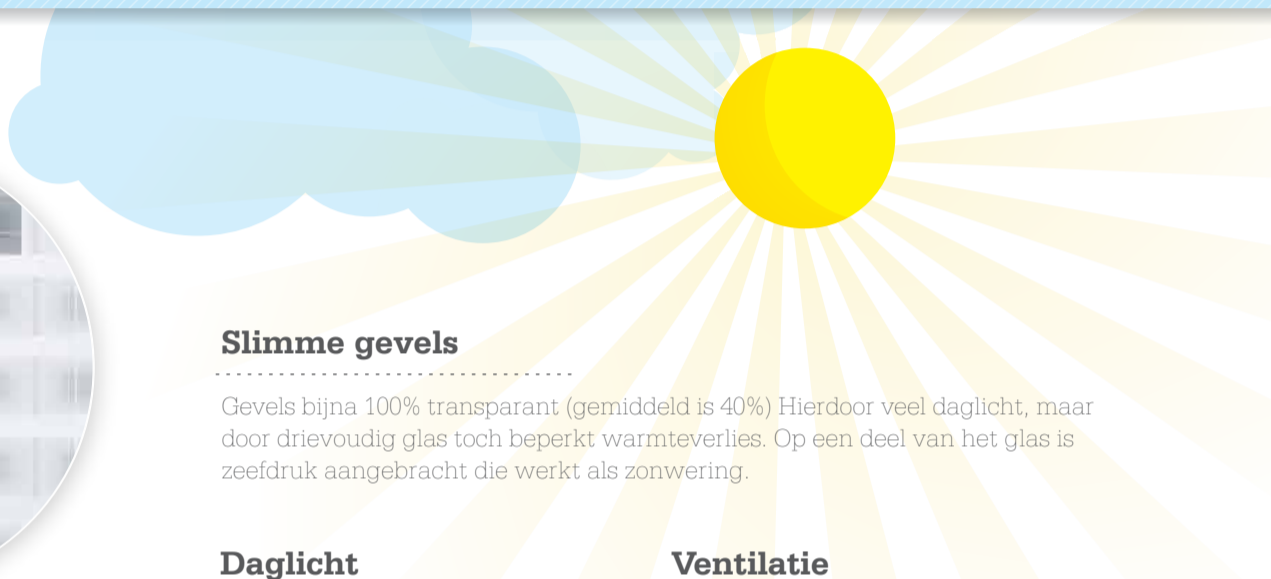 Slimme gevels
Gevels bijna 100% transparant (gemiddeld is 40%) Hierdoor veel daglicht, maar
door drievoudig glas toch beperkt warmteverlies. Op een deel van het glas is
zeefdruk aangebracht die werkt als zonwering.
Daglicht Ventilatie